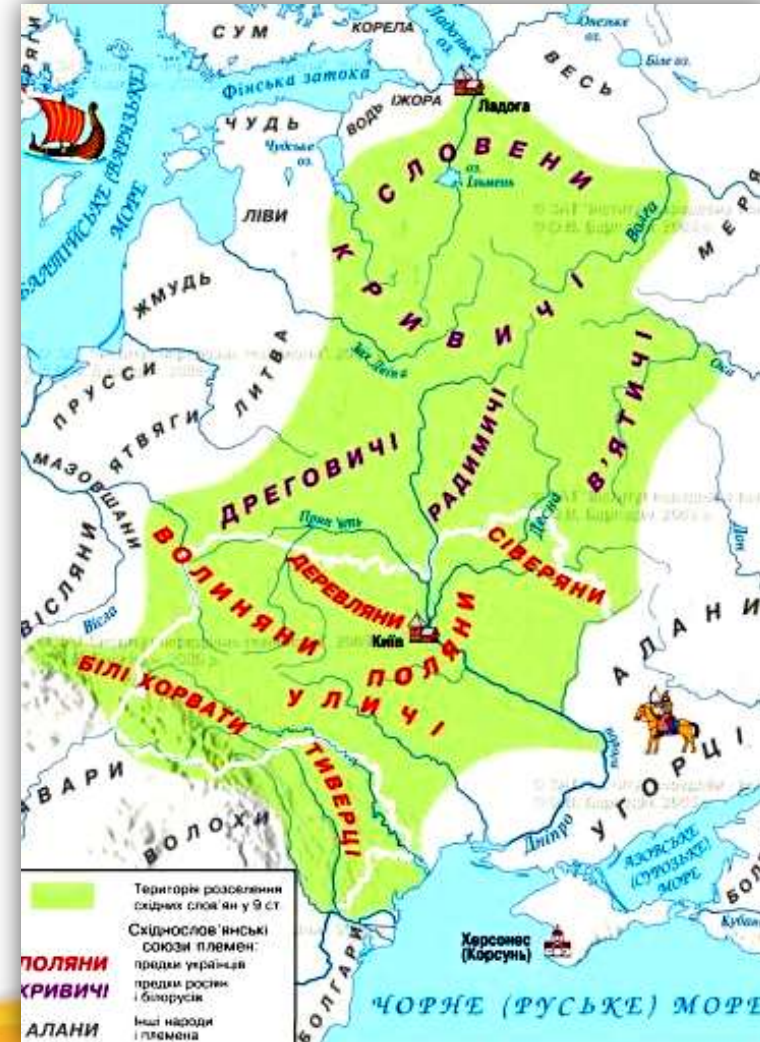 СУМ
КОРЕЛА
Ладозьке оз.
Онезьке оз.
Біле оз.
ВЕСЬ
Фінська затока
ВОДЬ
ІЖОРА
Ладога
ЧУДЬ
Чудське оз.
БАЛТІЙСЬКЕ (ВАРЯЗЬКЕ) МОРЕ
СЛОВЕНИ
оз. Ільмень
ЛІВИ
Волга
МЕРЯ
КРИВИЧІ
ЖМУДЬ
Зах. Двіна
Ока
ПРУССИ
ЛИТВА
ЯТВЯГИ
В'ЯТИЧІ
РАДИМИЧІ
ДРЕГОВИЧІ
МАЗОВШАНИ
Прип'ять
Десна
Дон
СІВЕРЯНИ
ВОЛИНЯНИ
ДЕРЕВЛЯНИ
ВІСЛЯНИ
Вісла
Київ
ПОЛЯНИ
БІЛІ ХОРВАТИ
УЛИЧІ
ТИВЕРЦІ
АЛАНИ
УГОРЦІ
пороги
Дніпро
АВАРИ
ВОЛОХИ
АЗОВСЬКЕ
(СУРОЗЬКЕ)
МОРЕ
Кубань
Херсонес
(Корсунь)
БОЛГАРИ
ЧОРНЕ (РУСЬКЕ) МОРЕ
Територія розселення
східних слов'ян у 9 ст
Східнослов'янські
союзи племен:
ПОЛЯНИ предки українців
КРИВИЧІ предки росіян
і білорусів
АЛАНИ Інші народи
і племена